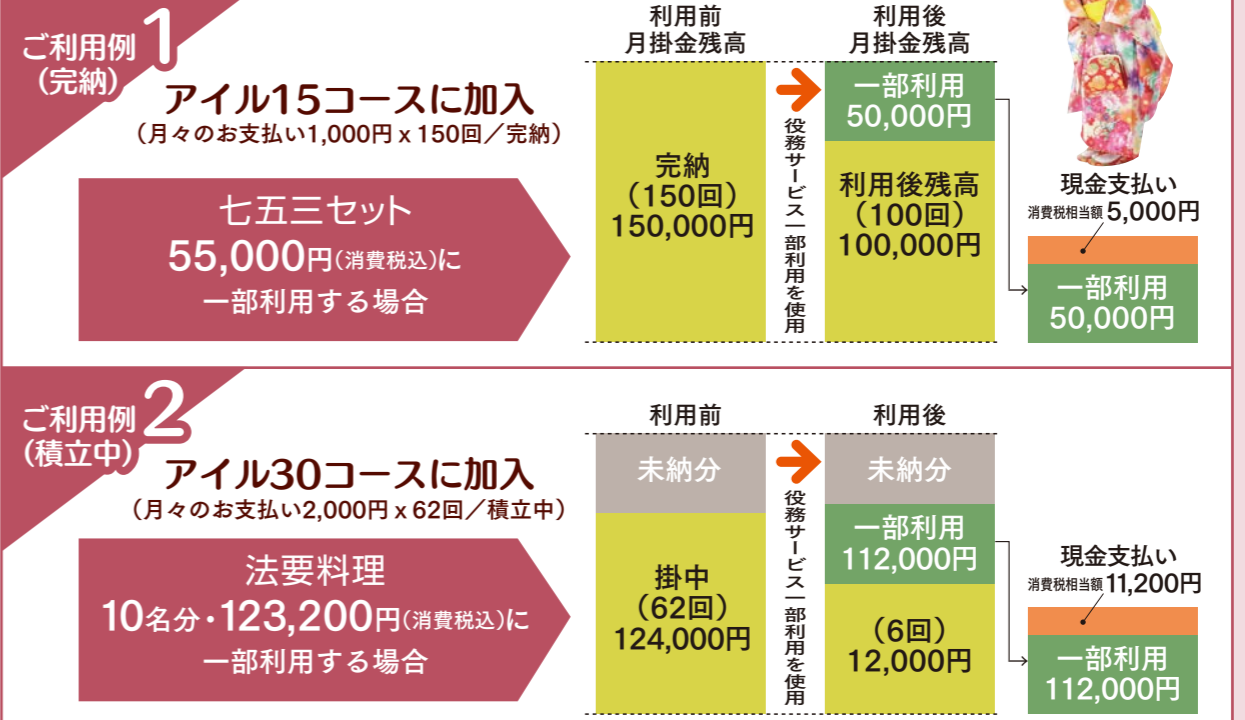 ご利用例1
(完納)
アイル15コースに加入
(月々のお支払い1,000円 x 150回／完納)
七五三セット
55,000円(消費税込)に
一部利用する場合
利用前
月掛金残高
完納
(150回)
150,000円
役務サービス一部利用を使用
利用後
月掛金残高
一部利用
50,000円
利用後残高
(100回)
100,000円
現金支払い
消費税相当額 5,000円
一部利用
50,000円
ご利用例2
(積立中)
アイル30コースに加入
(月々のお支払い2,000円 x 62回／積立中)
法要料理
10名分・123,200円(消費税込)に
一部利用する場合
利用前
未納分
掛中
(62回)
124,000円
役務サービス一部利用を使用
利用後
未納分
一部利用
112,000円
(6回)
12,000円
現金支払い
消費税相当額 11,200円
一部利用
112,000円